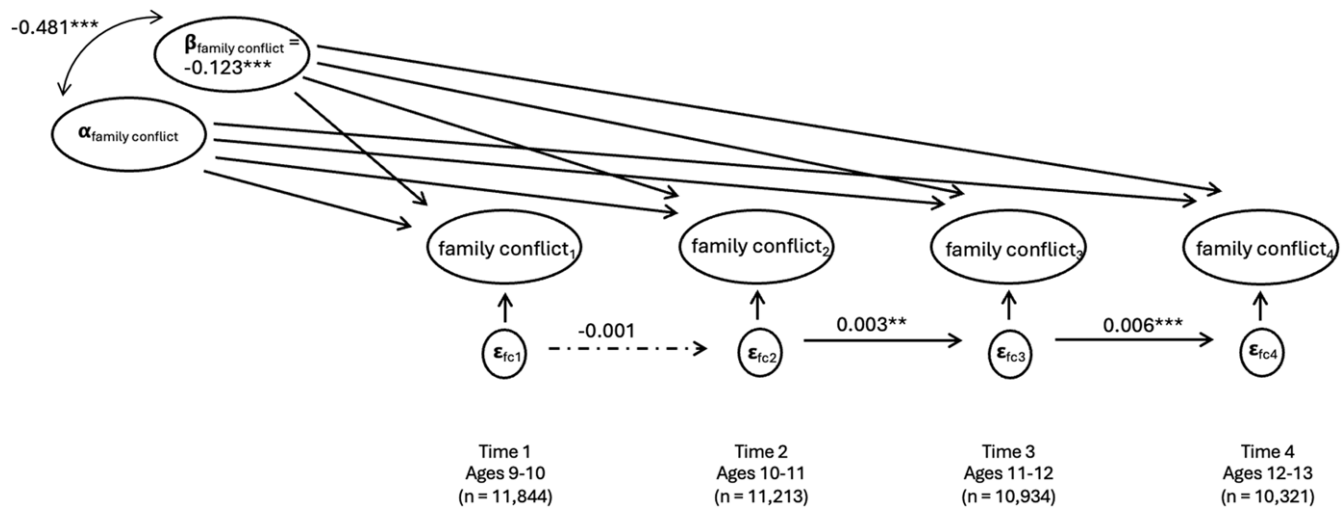 -0.481***
βfamily conflict =
-0.123***
αfamily conflict
family conflict1
family conflict2
family conflict3
family conflict4
-0.001
0.003**
0.006***
εfc1
εfc2
εfc3
εfc4
Time 1
Ages 9-10
(n = 11,844)
Time 2
Ages 10-11
(n = 11,213)
Time 3
Ages 11-12
(n = 10,934)
Time 4
Ages 12-13
(n = 10,321)